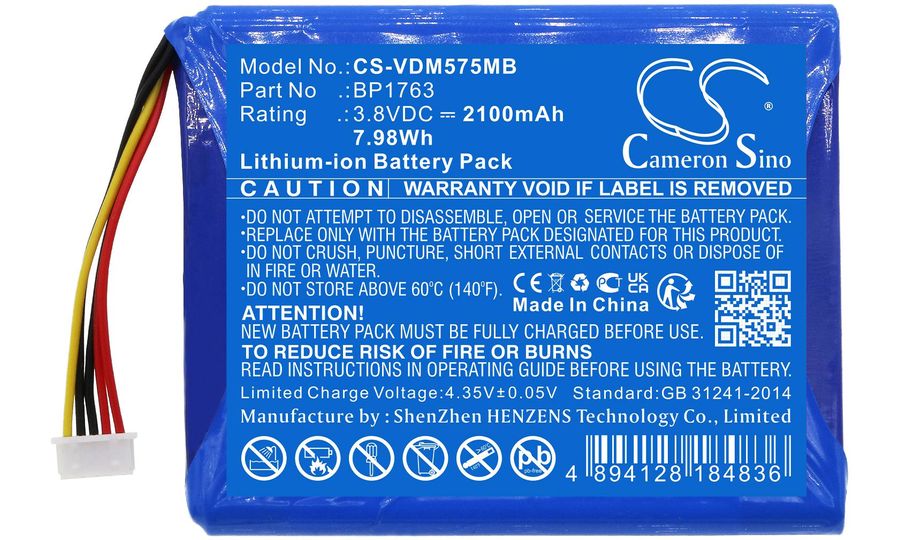 Model No.: CS-VDM575MB
Part No .: BP1763
Rating : 3.8VDC ⎓ 2100mAh
7.98Wh
Lithium-ion Battery Pack
CS
®
Cameron Sino
CAUTION WARRANTY VOID IF LABEL IS REMOVED
•DO NOT ATTEMPT TO DISASSEMBLE, OPEN OR SERVICE THE BATTERY PACK.
•REPLACE ONLY WITH THE BATTERY PACK DESIGNATED FOR THIS PRODUCT.
•DO NOT CRUSH, PUNCTURE, SHORT EXTERNAL CONTACTS OR DISPOSE OF
IN FIRE OR WATER.
•DO NOT STORE ABOVE 60°C (140°F).
CE PCT UKCA
Made In China
ATTENTION!
NEW BATTERY PACK MUST BE FULLY CHARGED BEFORE USE
TO REDUCE RISK OF FIRE OR BURNS
READ INSTRUCTIONS IN OPERATING GUIDE BEFORE USING BATTERY.
Limited Charge Voltage:4.35V±0.05V Standard:GB 31241-2014
Manufacture by : ShenZhen HENZENS Technology Co., Limited
pb
4 894128 184836